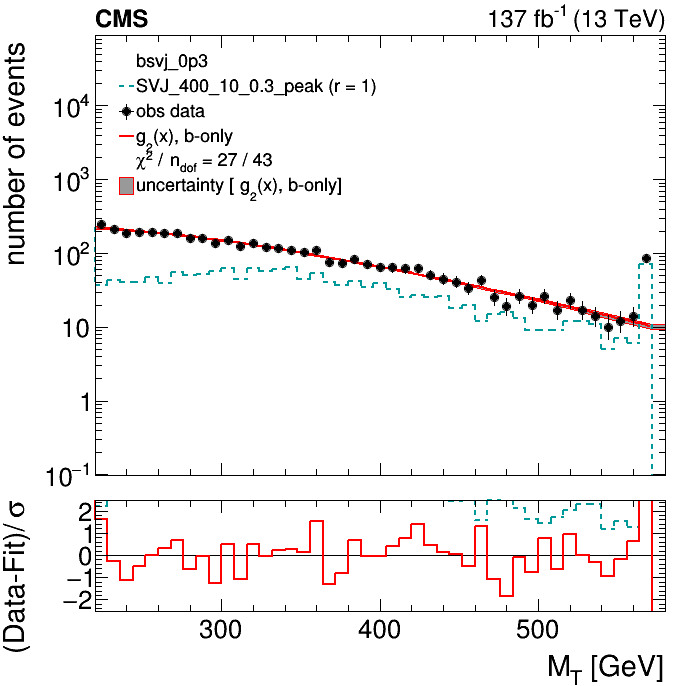 CMS 137 fb⁻¹ (13 TeV)
number of events
bsvj_0p3
SVJ_400_10_0.3_peak (r = 1)
obs data
g₂(x), b-only
χ² / n_dof = 27 / 43
uncertainty [ g₂(x), b-only]
10⁴
10³
10²
10
1
10⁻¹
(Data-Fit)/ σ
2
1
0
−1
−2
300 400 500
M_T [GeV]